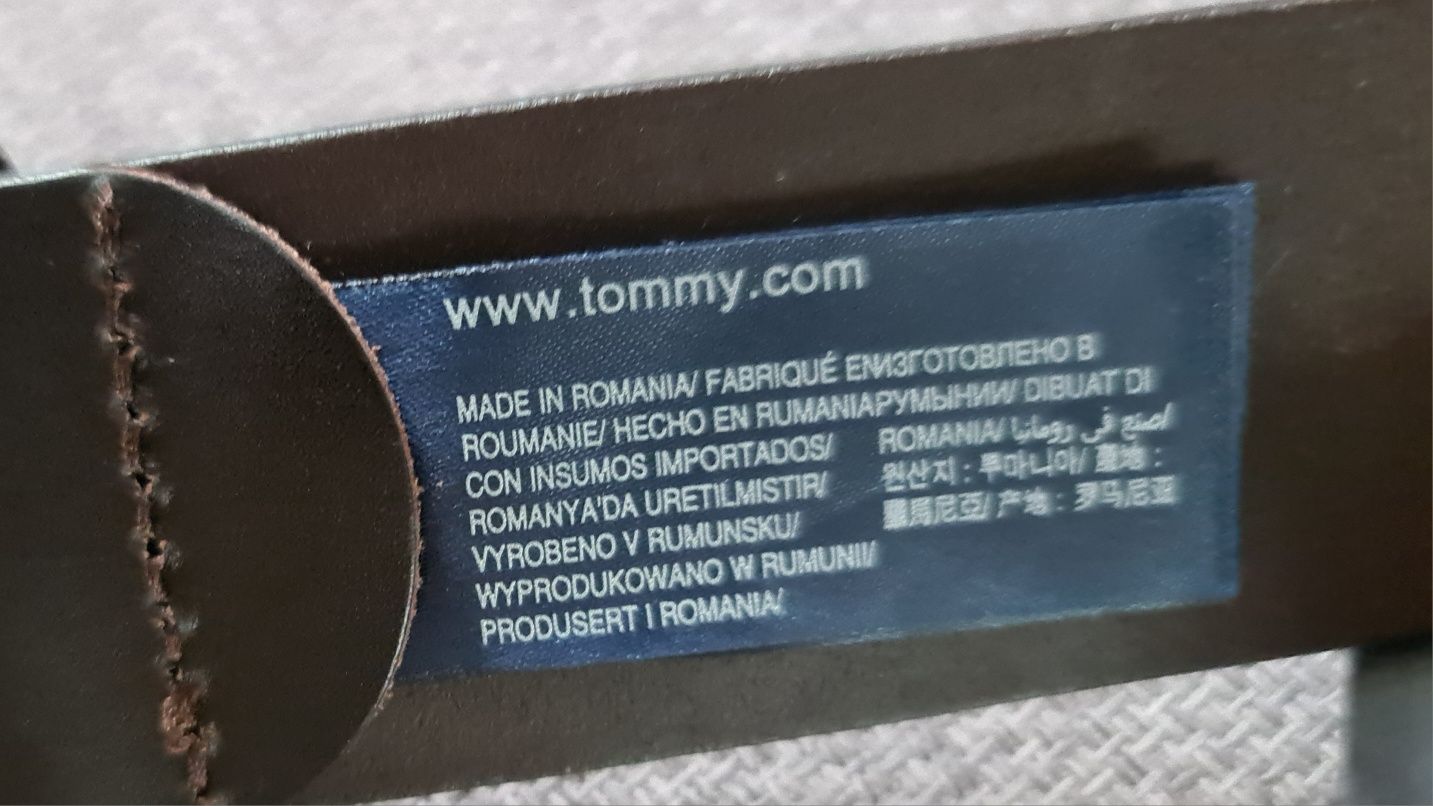 www.tommy.com
MADE IN ROMANIA/ FABRIQUÉ EN
ROUMANIE/ HECHO EN RUMANIA
CON INSUMOS IMPORTADOS/
ROMANYA'DA URETILMISTIR/
VYROBENO V RUMUNSKU/
WYPRODUKOWANO W RUMUNII/
PRODUSERT I ROMANIA/
ИЗГОТОВЛЕНО В
РУМЫНИИ/ DIBUAT DI
ROMANIA/ صنع في رومانيا/
원산지 : 루마니아/ 產地 :
羅馬尼亞/ 产地 : 罗马尼亚